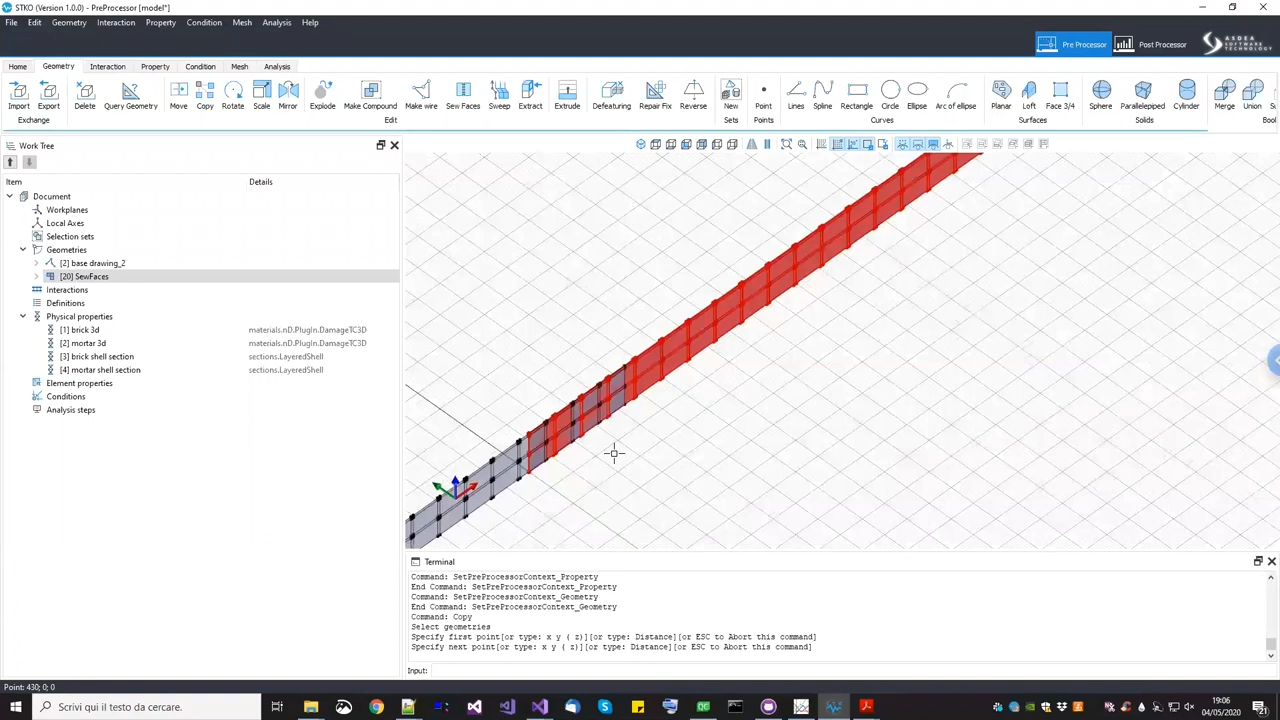 STKO (Version 1.0.0) - PreProcessor [model*]
File Edit Geometry Interaction Property Condition Mesh Analysis Help
Pre Processor Post Processor ASDEA SOFTWARE TECHNOLOGY
Home Geometry Interaction Property Condition Mesh Analysis
Import Export Delete Query Geometry Move Copy Rotate Scale Mirror Explode Make Compound Make wire Sew Faces Sweep Extract Extrude Defeaturing Repair Fix Reverse New Sets Point Lines Spline Rectangle Circle Ellipse Arc of ellipse Planar Loft Face 3/4 Sphere Parallelepiped Cylinder Merge Union
Exchange Edit Sets Points Curves Surfaces Solids
Work Tree
Item Details
Document
Workplanes
Local Axes
Selection sets
Geometries
[2] base drawing_2
[20] SewFaces
Interactions
Definitions
Physical properties
[1] brick 3d materials.nD.PlugIn.DamageTC3D
[2] mortar 3d materials.nD.PlugIn.DamageTC3D
[3] brick shell section sections.LayeredShell
[4] mortar shell section sections.LayeredShell
Element properties
Conditions
Analysis steps
Terminal
Command: SetPreProcessorContext_Property
End Command: SetPreProcessorContext_Property
Command: SetPreProcessorContext_Geometry
End Command: SetPreProcessorContext_Geometry
Command: Copy
Select geometries
Specify first point[or type: x y ( z)][or type: Distance][or ESC to Abort this command]
Specify next point[or type: x y ( z)][or type: Distance][or ESC to Abort this command]
Input:
Point: 430; 0; 0
Scrivi qui il testo da cercare.
19:06
04/05/2020